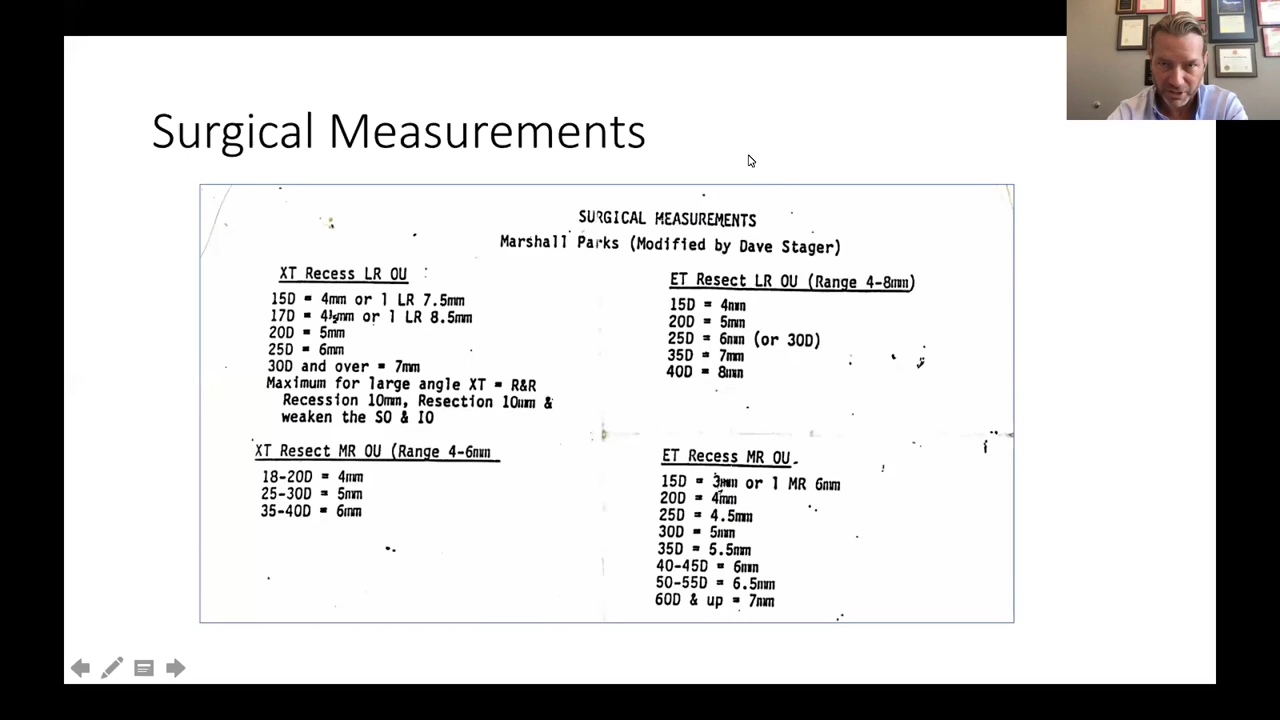 Surgical Measurements
SURGICAL MEASUREMENTS
Marshall Parks (Modified by Dave Stager)
XT Recess LR OU
15D = 4mm or 1 LR 7.5mm
17D = 4½mm or 1 LR 8.5mm
20D = 5mm
25D = 6mm
30D and over = 7mm
Maximum for large angle XT = R&R
Recession 10mm, Resection 10mm &
weaken the SO & IO
XT Resect MR OU (Range 4-6mm
18-20D = 4mm
25-30D = 5mm
35-40D = 6mm
ET Resect LR OU (Range 4-8mm)
15D = 4mm
20D = 5mm
25D = 6mm (or 30D)
35D = 7mm
40D = 8mm
ET Recess MR OU
15D = 3mm or 1 MR 6mm
20D = 4mm
25D = 4.5mm
30D = 5mm
35D = 5.5mm
40-45D = 6mm
50-55D = 6.5mm
60D & up = 7mm